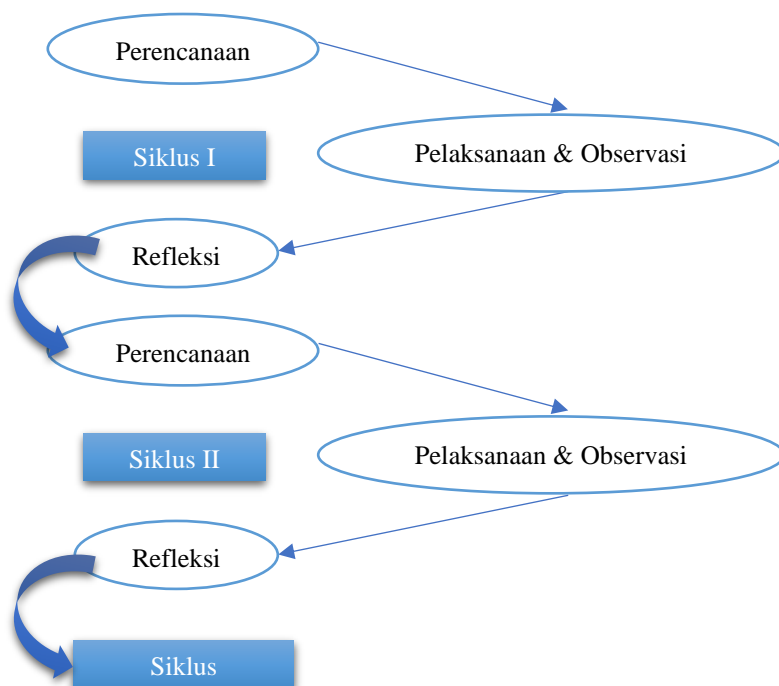 Perencanaan
Pelaksanaan & Observasi
Siklus I
Refleksi
Perencanaan
Pelaksanaan & Observasi
Siklus II
Refleksi
Siklus